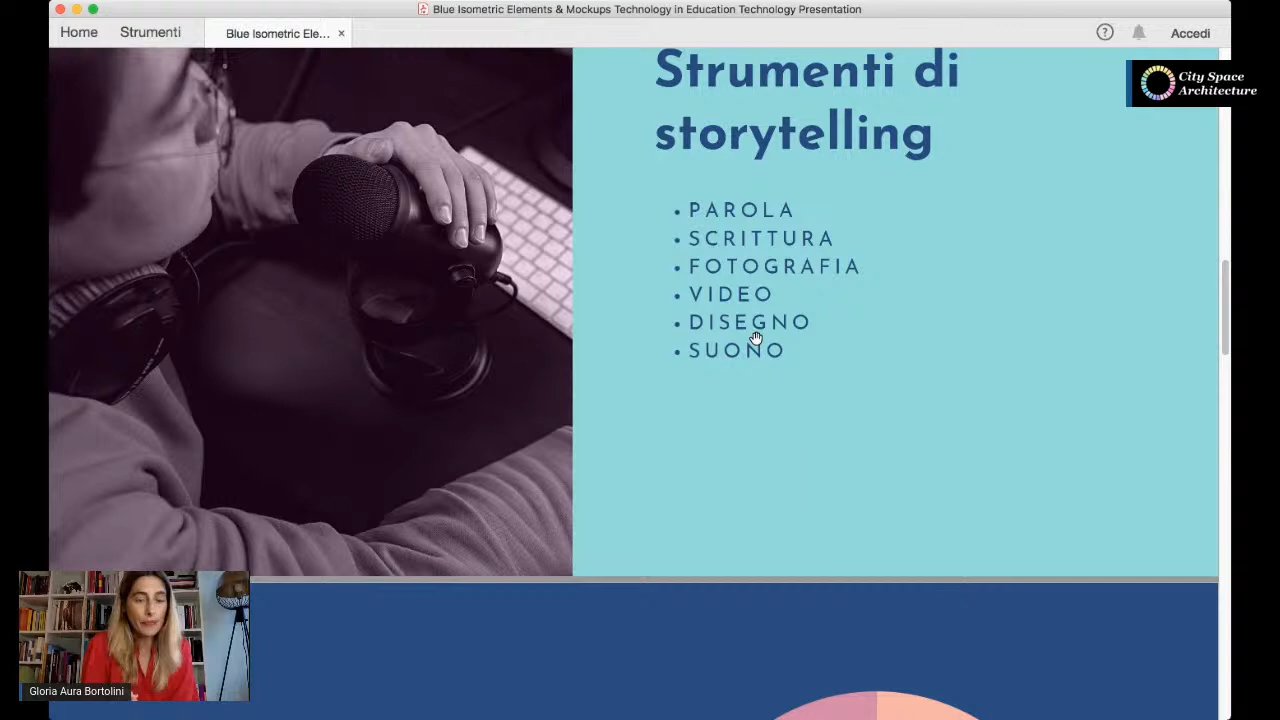 Blue Isometric Elements & Mockups Technology in Education Technology Presentation
Home
Strumenti
Blue Isometric Ele...
×
?
Accedi
City Space
Architecture
Strumenti di
storytelling
• PAROLA
• SCRITTURA
• FOTOGRAFIA
• VIDEO
• DISEGNO
• SUONO
Gloria Aura Bortolini